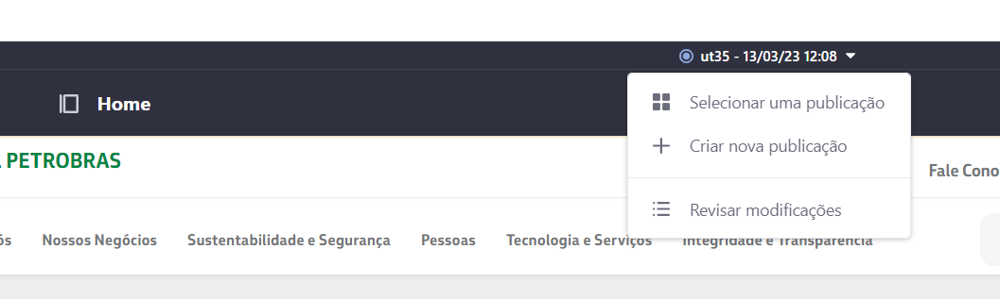 ut35 - 13/03/23 12:08
Home
Selecionar uma publicação
Criar nova publicação
PETROBRAS
Fale Cono
Revisar modificações
ós
Nossos Negócios
Sustentabilidade e Segurança
Pessoas
Tecnologia e Serviços
Integridade e Transparência